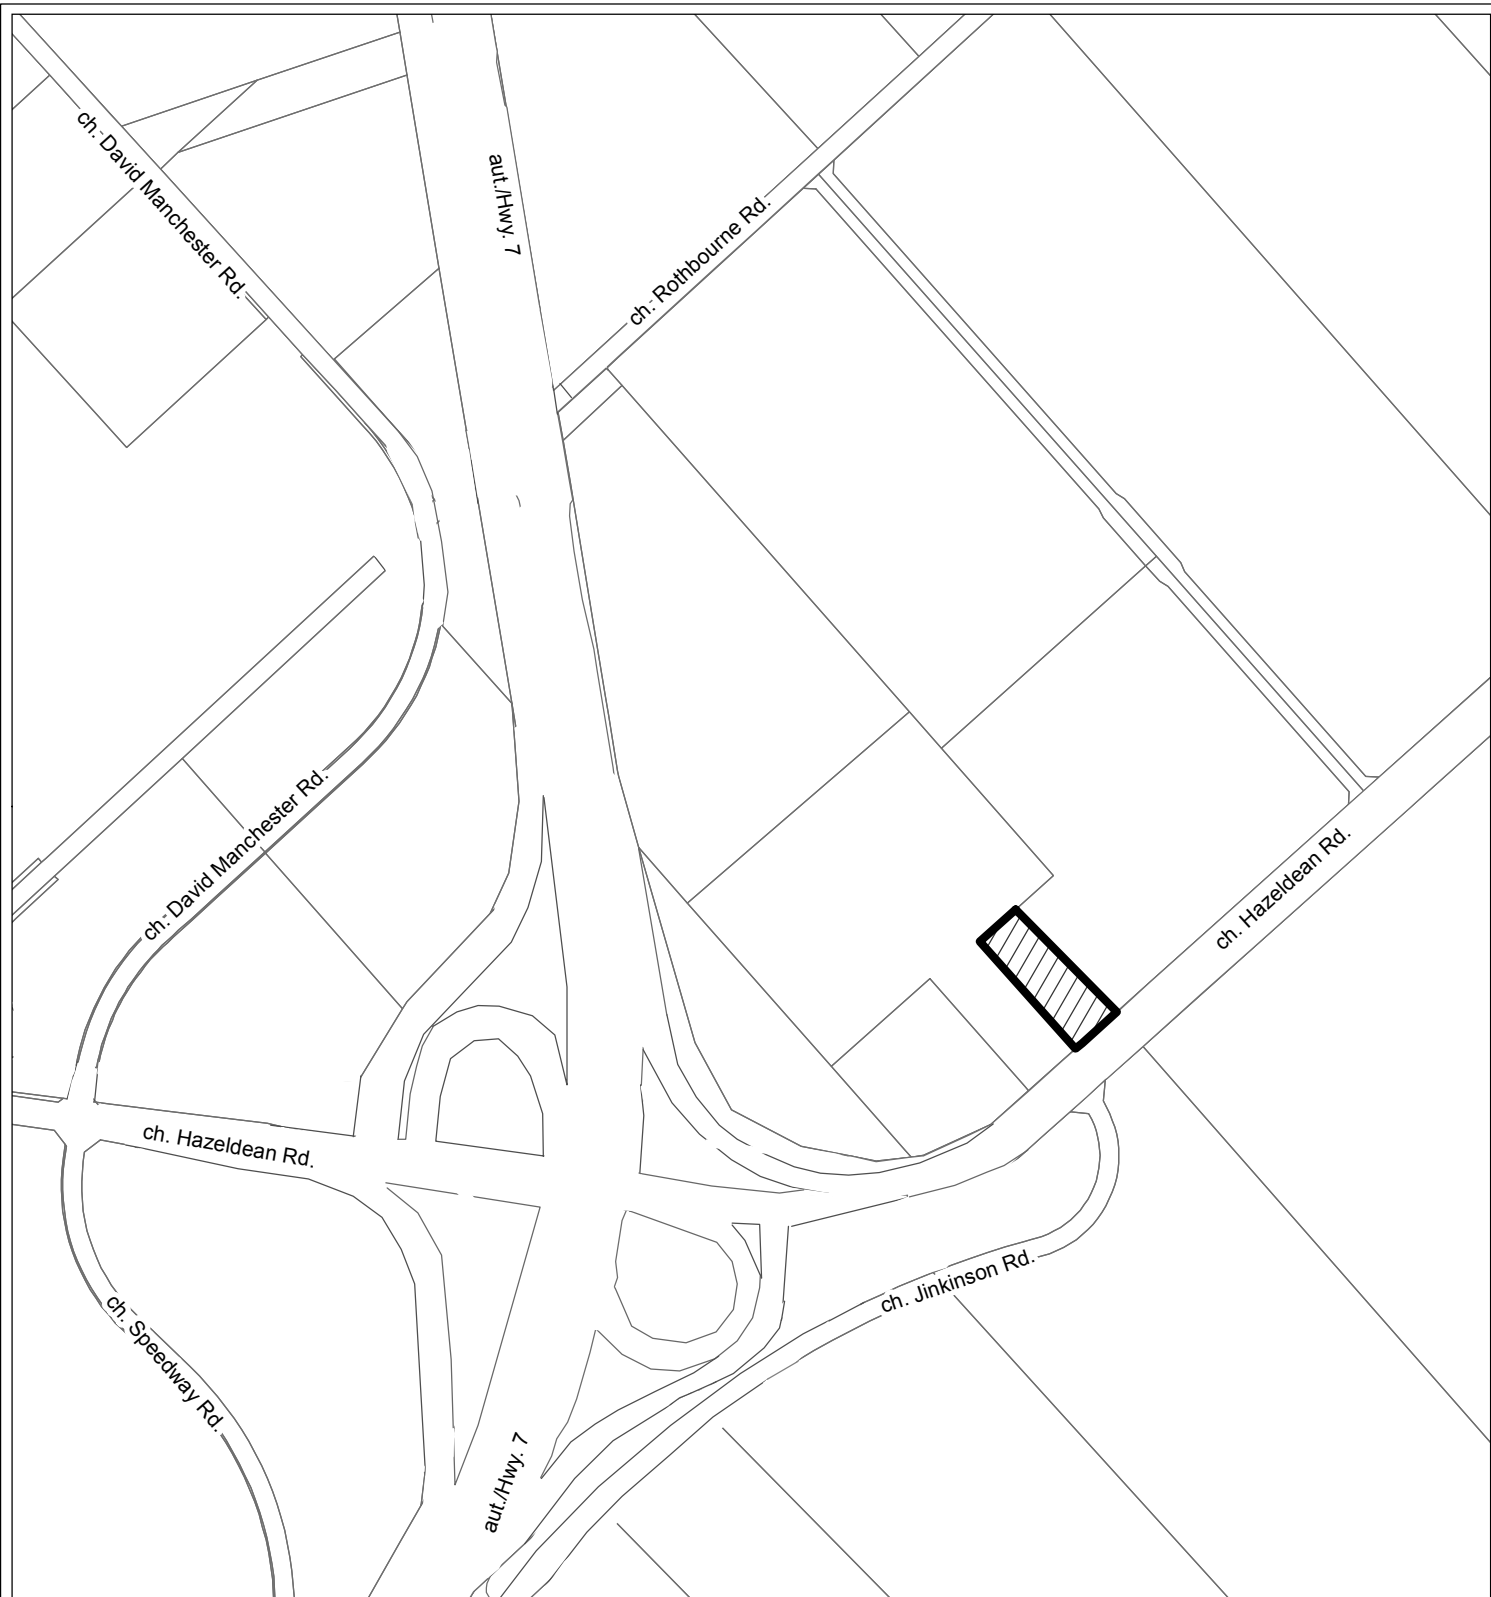 ch. David Manchester Rd.
aut./Hwy. 7
ch. Rothbourne Rd.
ch. David Manchester Rd.
ch. Hazeldean Rd.
ch. Hazeldean Rd.
ch. Jinkinson Rd.
ch. Speedway Rd.
aut./Hwy. 7